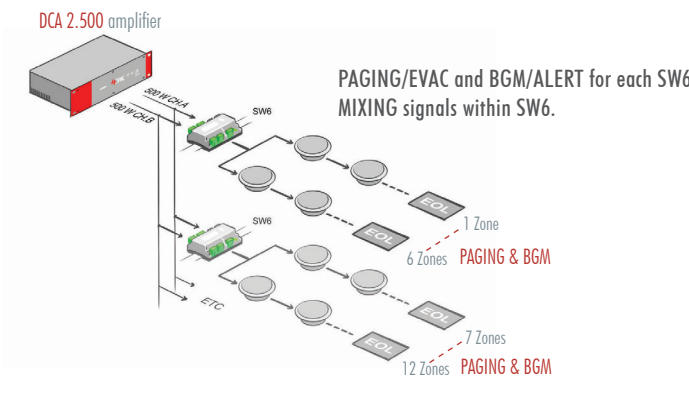 DCA 2.500 amplifier
PAGING/EVAC and BGM/ALERT for each SW6
MIXING signals within SW6.
500 W CH.A
500 W CH.B
SW6
EOL
EOL
1 Zone
6 Zones PAGING & BGM
SW6
ETC
EOL
EOL
7 Zones
12 Zones PAGING & BGM